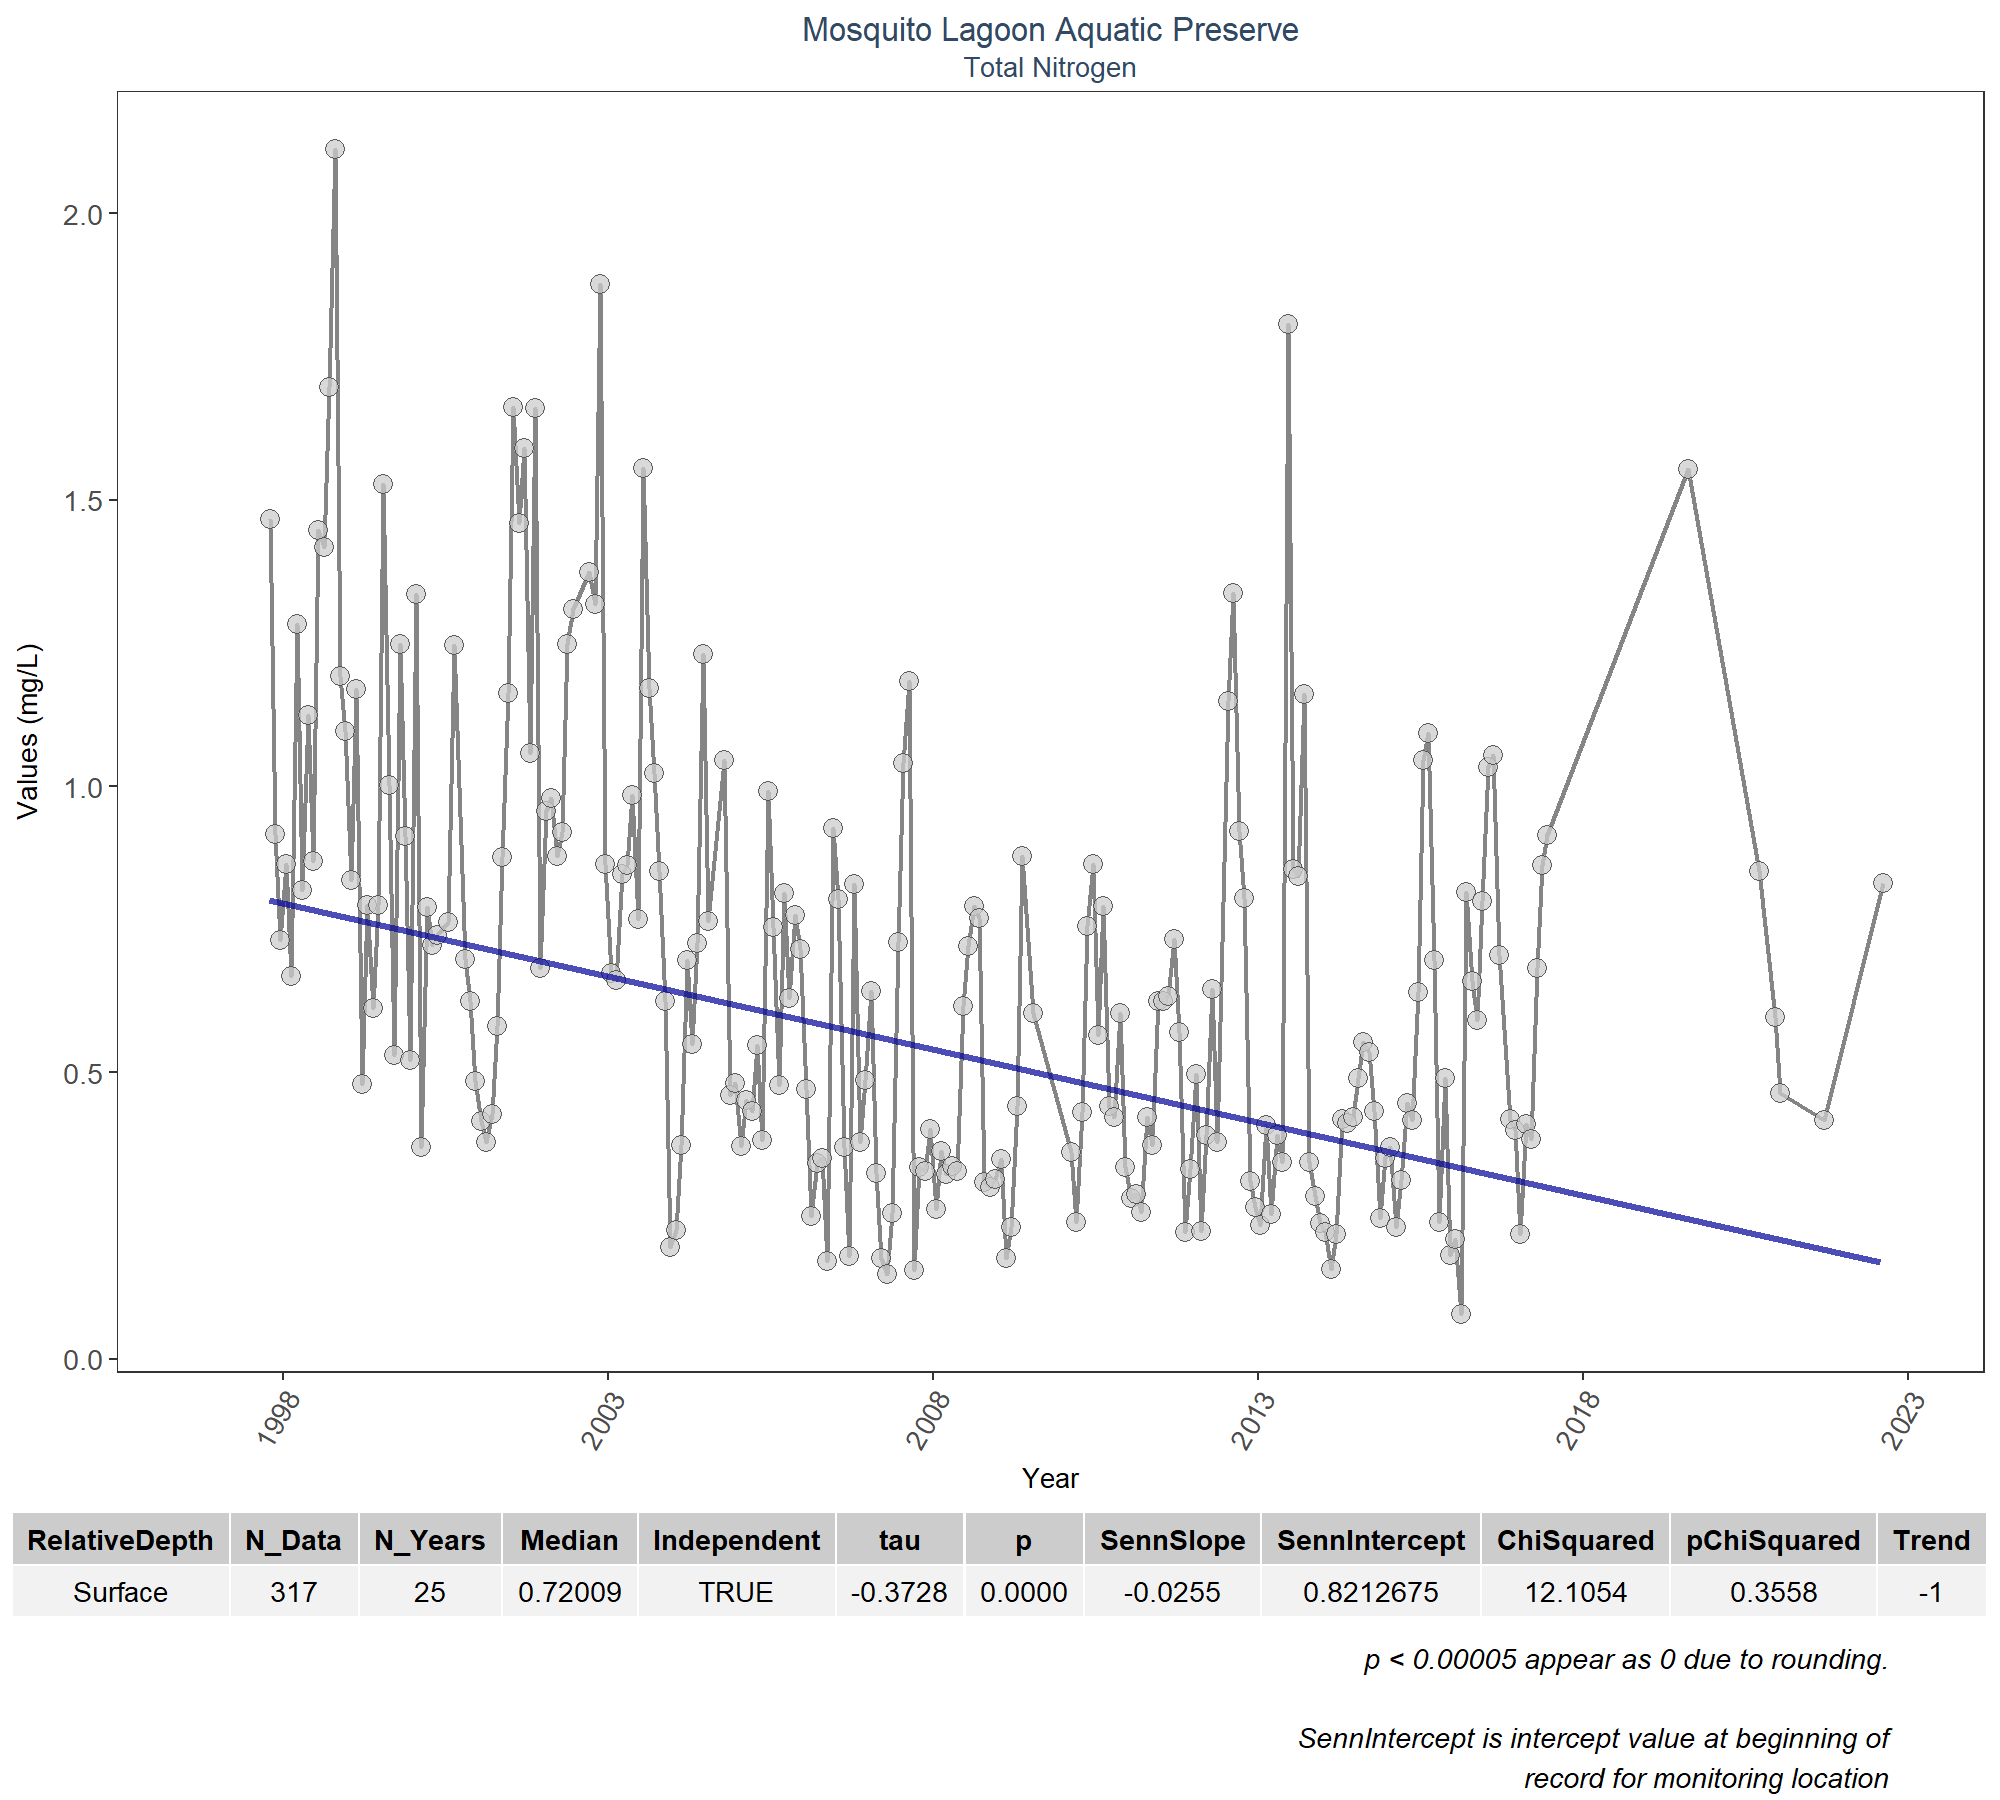 Mosquito Lagoon Aquatic Preserve
Total Nitrogen
Values (mg/L)
2.0
1.5
1.0
0.5
0.0
1998 2003 2008 2013 2018 2023
Year
RelativeDepth N_Data N_Years Median Independent tau p SennSlope SennIntercept ChiSquared pChiSquared Trend
Surface 317 25 0.72009 TRUE -0.3728 0.0000 -0.0255 0.8212675 12.1054 0.3558 -1
p < 0.00005 appear as 0 due to rounding.
SennIntercept is intercept value at beginning of
record for monitoring location